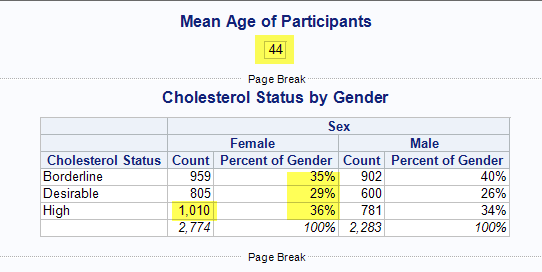 Mean Age of Participants
44
Page Break
Cholesterol Status by Gender
Sex
Female Male
Cholesterol Status Count Percent of Gender Count Percent of Gender
Borderline 959 35% 902 40%
Desirable 805 29% 600 26%
High 1,010 36% 781 34%
2,774 100% 2,283 100%
Page Break